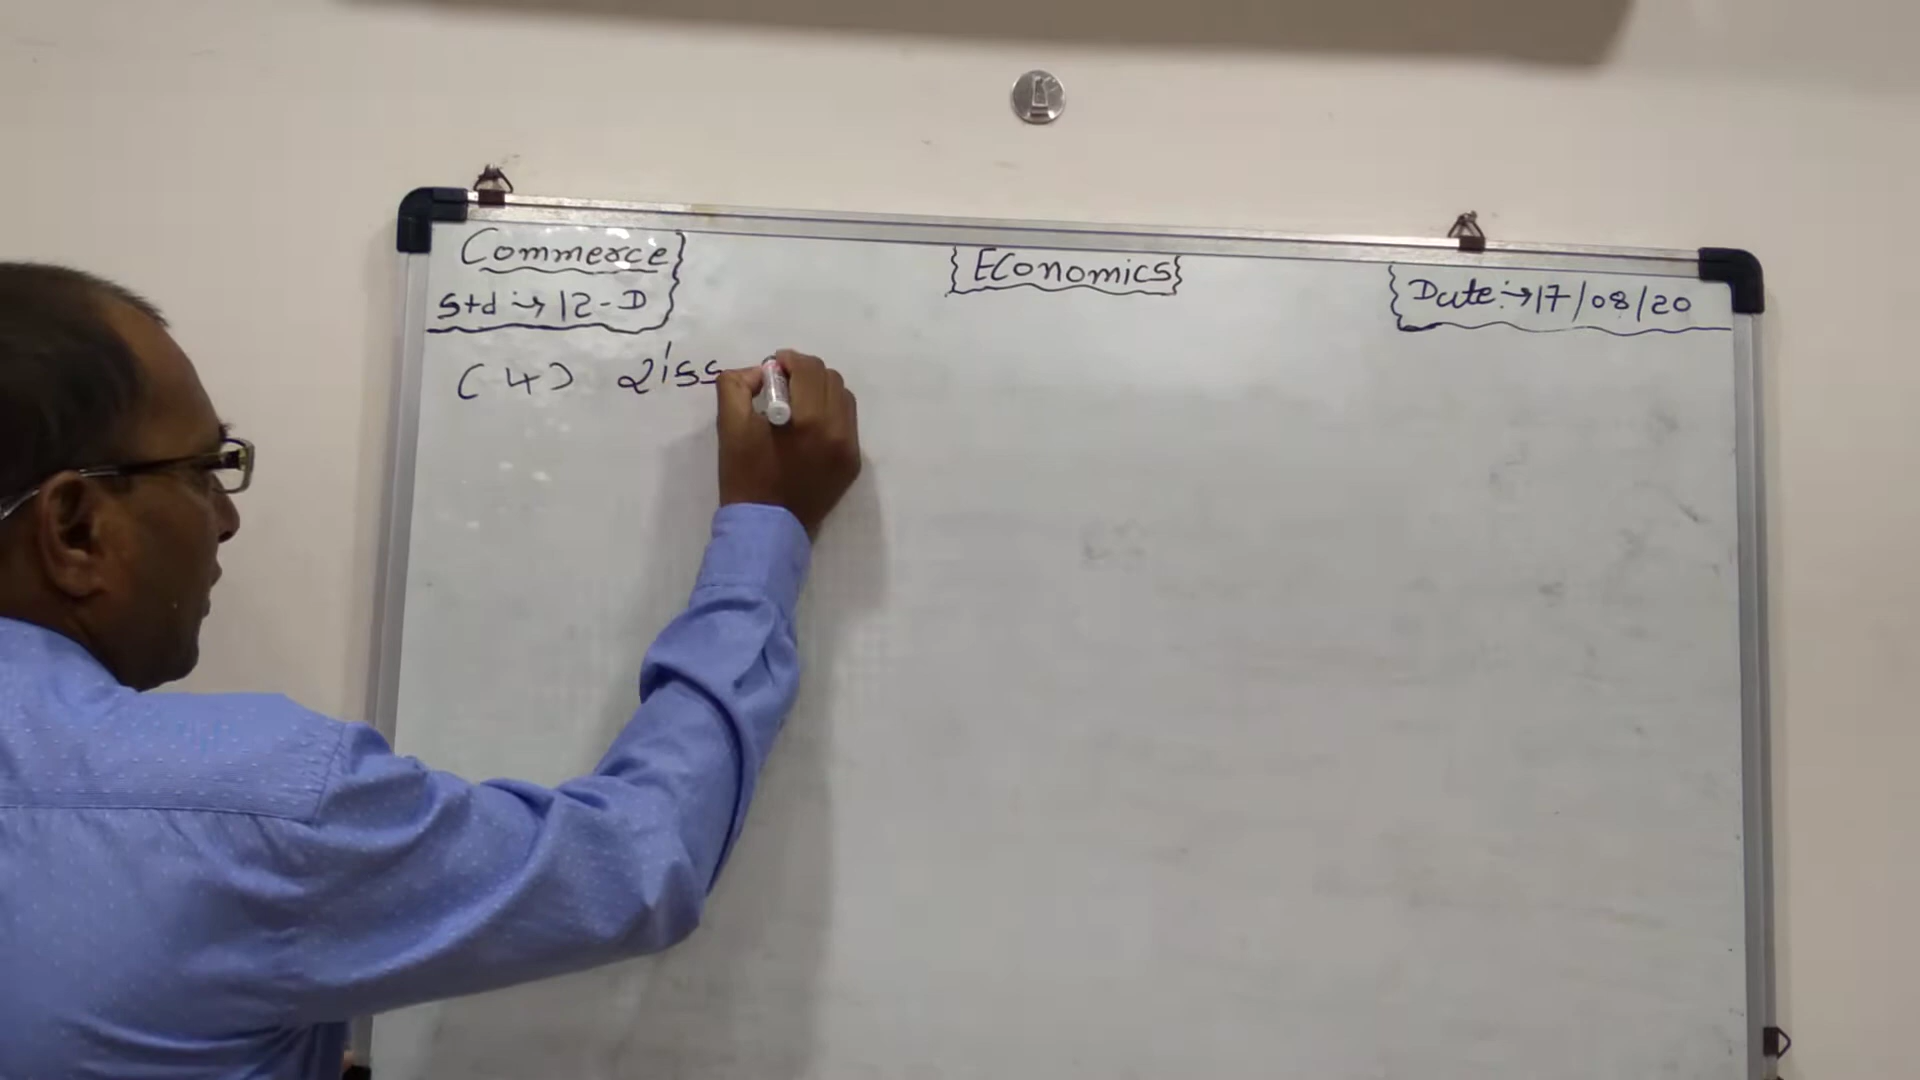 Commerce
Std :→ 12-D
Economics
Date :→ 17/08/20
(4)